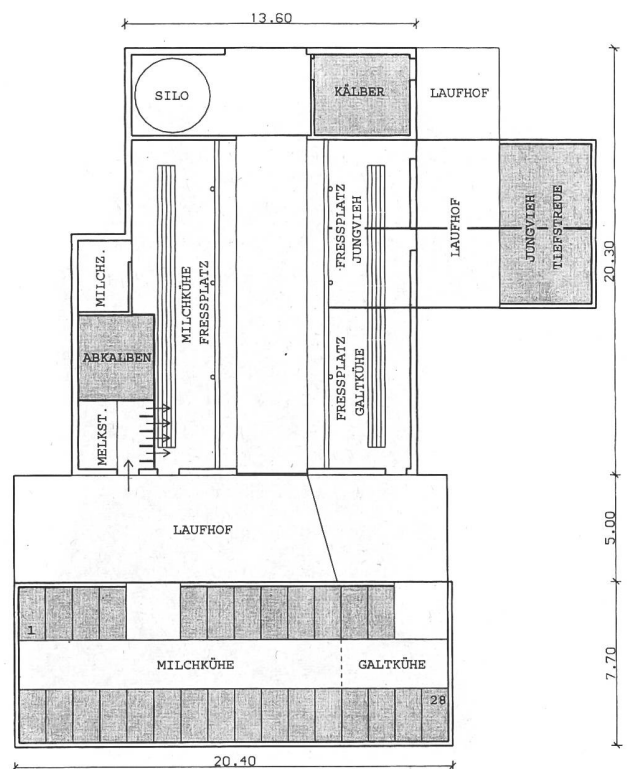 13.60
SILO
KÄLBER
LAUFHOF
FRESSPLATZ
JUNGVIEH
LAUFHOF
JUNGVIEH
TIEFSTREUE
20.30
MILCHZ.
MILCHKÜHE
FRESSPLATZ
ABKALBEN
FRESSPLATZ
GALTKÜHE
MELKST.
LAUFHOF
5.00
1
MILCHKÜHE
GALTKÜHE
7.70
28
20.40